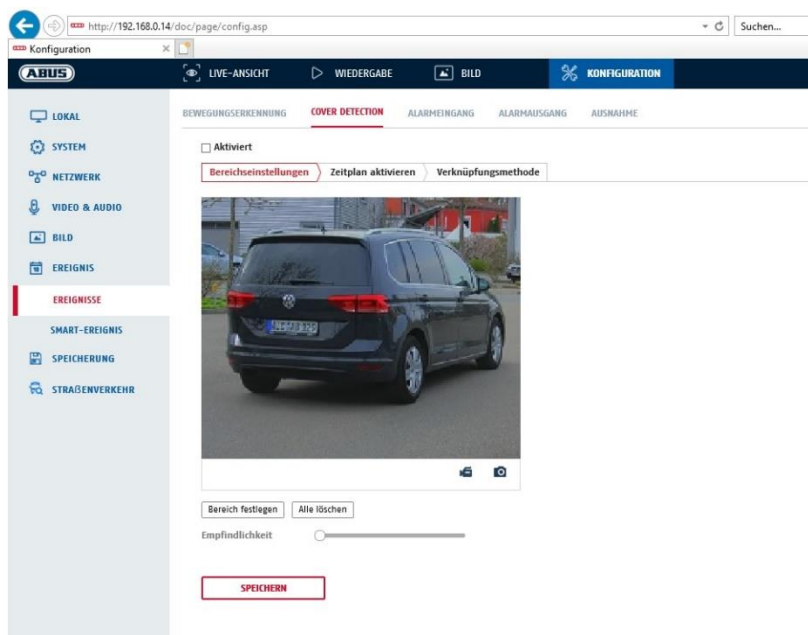 http://192.168.0.14/doc/page/config.asp
Suchen...
Konfiguration
ABUS
LIVE-ANSICHT WIEDERGABE BILD KONFIGURATION
LOKAL
SYSTEM
NETZWERK
VIDEO & AUDIO
BILD
EREIGNIS
EREIGNISSE
SMART-EREIGNIS
SPEICHERUNG
STRAßENVERKEHR
BEWEGUNGSERKENNUNG COVER DETECTION ALARMEINGANG ALARMAUSGANG AUSNAHME
Aktiviert
Bereichseinstellungen Zeitplan aktivieren Verknüpfungsmethode
Bereich festlegen Alle löschen
Empfindlichkeit
SPEICHERN